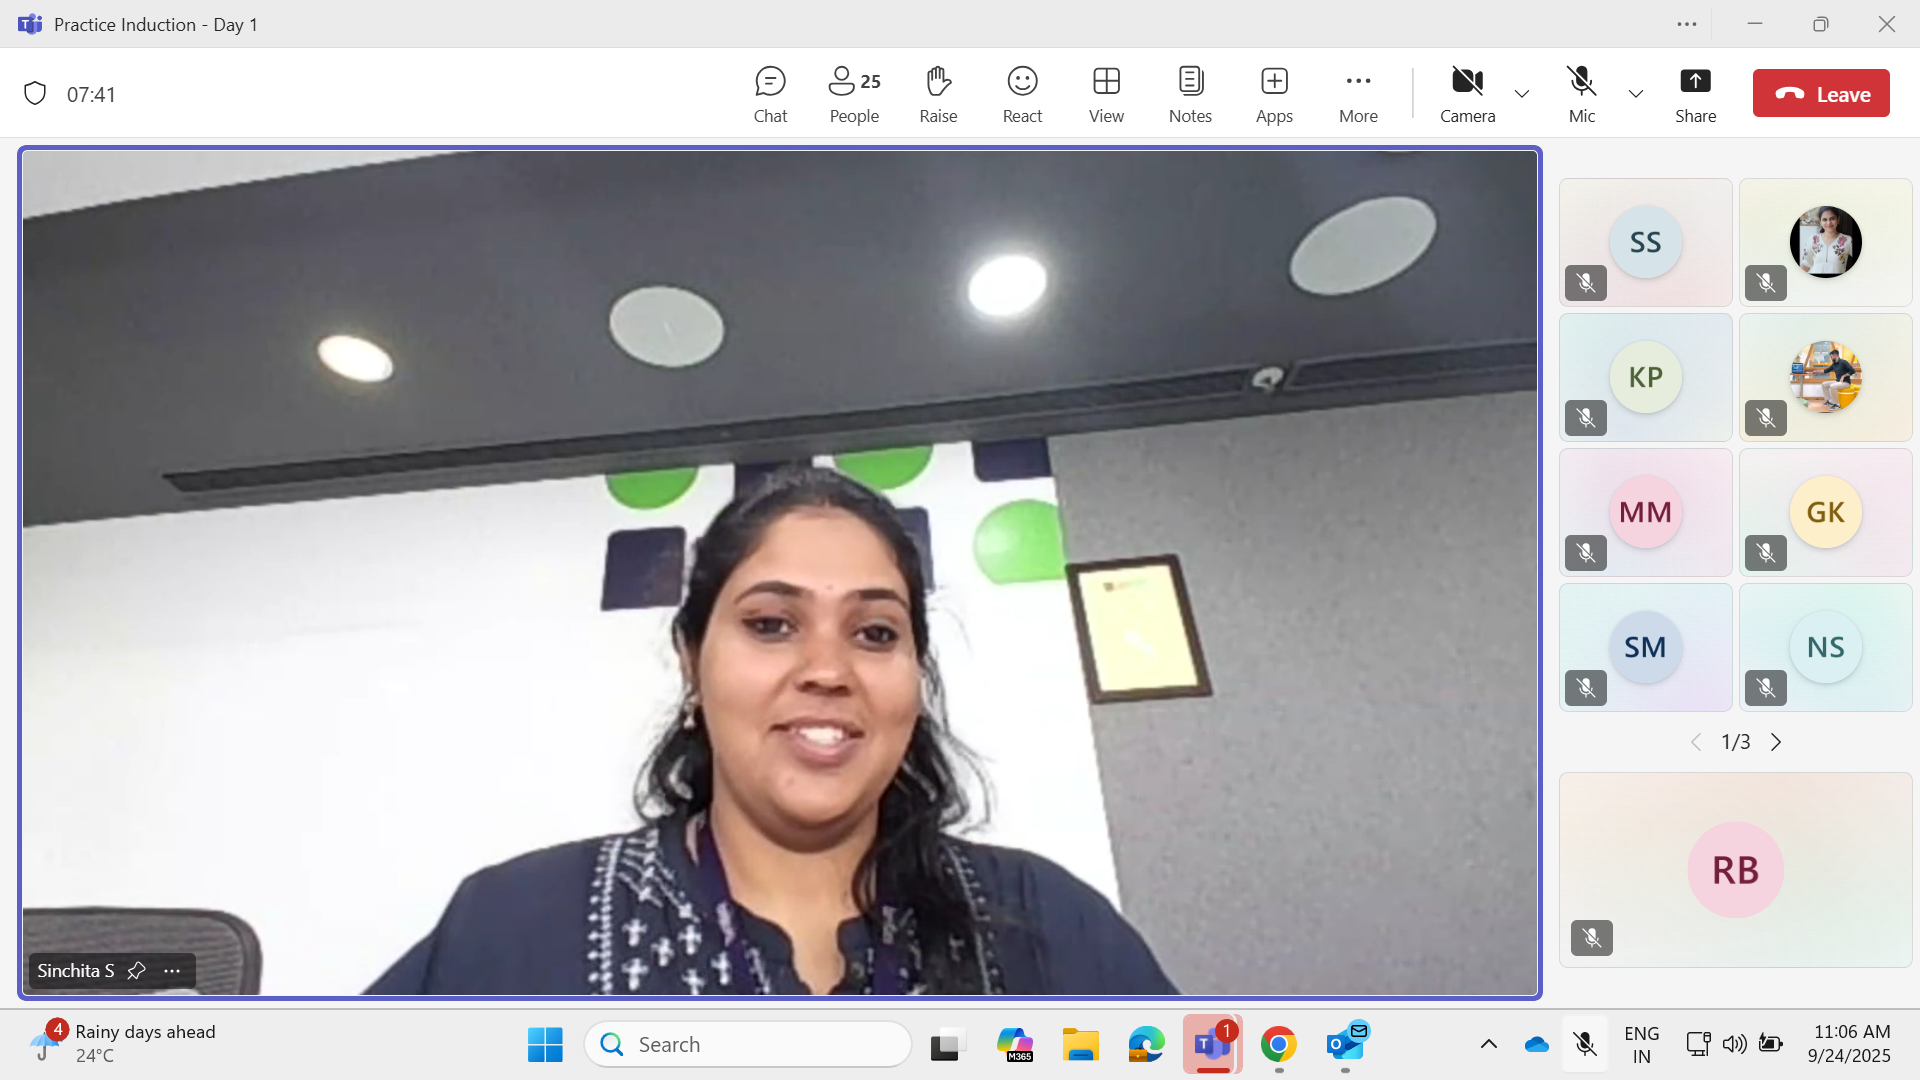 Practice Induction - Day 1
07:41
Chat
25
People
Raise
React
View
Notes
Apps
More
Camera
Mic
Share
Leave
SS
KP
MM
GK
SM
NS
1/3
RB
Sinchita S
4
Rainy days ahead
24°C
Search
M365
T
1
O
ENG
IN
11:06 AM
9/24/2025